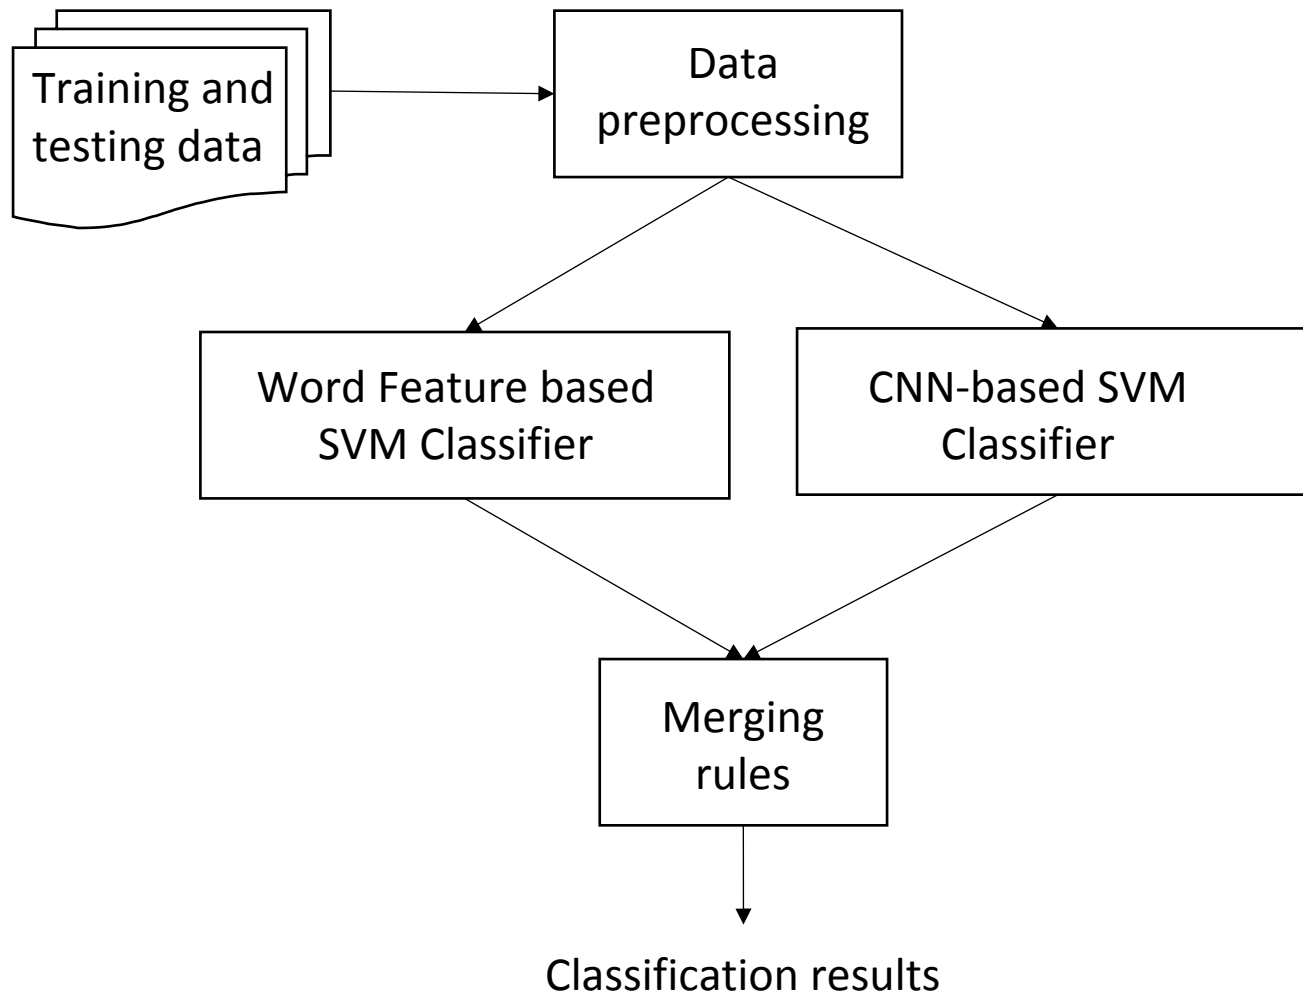 Training and
testing data
Data
preprocessing
Word Feature based
SVM Classifier
CNN-based SVM
Classifier
Merging
rules
Classification results